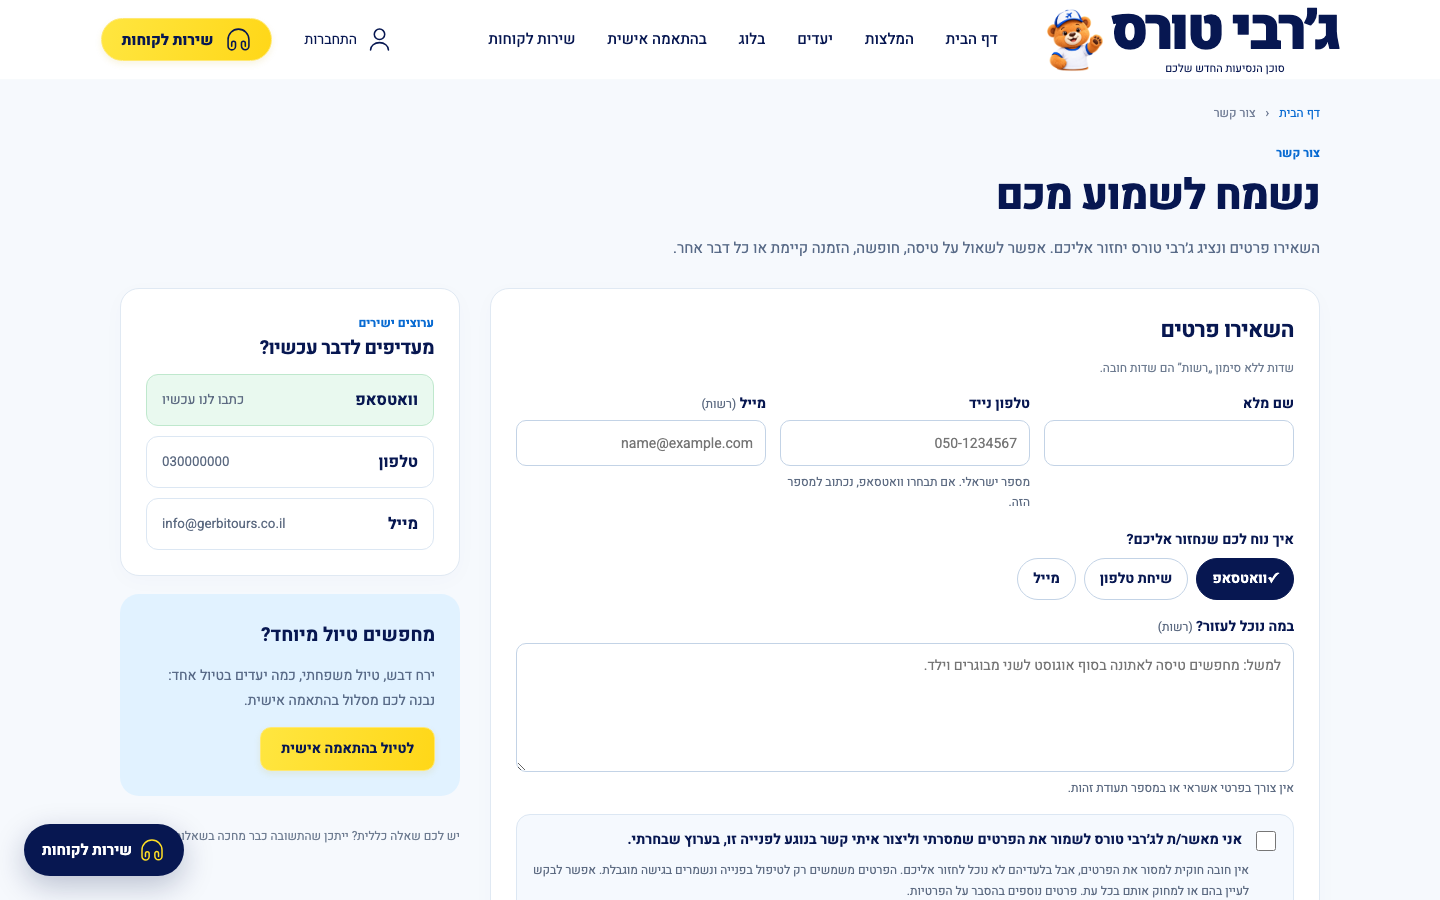 ג׳רבי טורס
סוכן הנסיעות החדש שלכם
דף הבית
המלצות
יעדים
בלוג
בהתאמה אישית
שירות לקוחות
התחברות
שירות לקוחות
דף הבית › צור קשר
צור קשר
נשמח לשמוע מכם
השאירו פרטים ונציג ג׳רבי טורס יחזור אליכם. אפשר לשאול על טיסה, חופשה, הזמנה קיימת או כל דבר אחר.
השאירו פרטים
שדות ללא סימון „רשות” הם שדות חובה.
שם מלא
טלפון נייד
050-1234567
מספר ישראלי. אם תבחרו וואטסאפ, נכתוב למספר
הזה.
מייל (רשות)
name@example.com
איך נוח לכם שנחזור אליכם?
✓וואטסאפ
שיחת טלפון
מייל
במה נוכל לעזור? (רשות)
למשל: מחפשים טיסה לאתונה בסוף אוגוסט לשני מבוגרים וילד.
אין צורך בפרטי אשראי או במספר תעודת זהות.
אני מאשר/ת לג׳רבי טורס לשמור את הפרטים שמסרתי וליצור איתי קשר בנוגע לפנייה זו, בערוץ שבחרתי.
אין חובה חוקית למסור את הפרטים, אבל בלעדיהם לא נוכל לחזור אליכם. הפרטים משמשים רק לטיפול בפנייה ונשמרים בגישה מוגבלת. אפשר לבקש
לעיין בהם או למחוק אותם בכל עת. פרטים נוספים בהסבר על הפרטיות.
ערוצים ישירים
מעדיפים לדבר עכשיו?
וואטסאפ
כתבו לנו עכשיו
טלפון
030000000
מייל
info@gerbitours.co.il
מחפשים טיול מיוחד?
ירח דבש, טיול משפחתי, כמה יעדים בטיול אחד:
נבנה לכם מסלול בהתאמה אישית.
לטיול בהתאמה אישית
יש לכם שאלה כללית? ייתכן שהתשובה כבר מחכה
שירות לקוחות